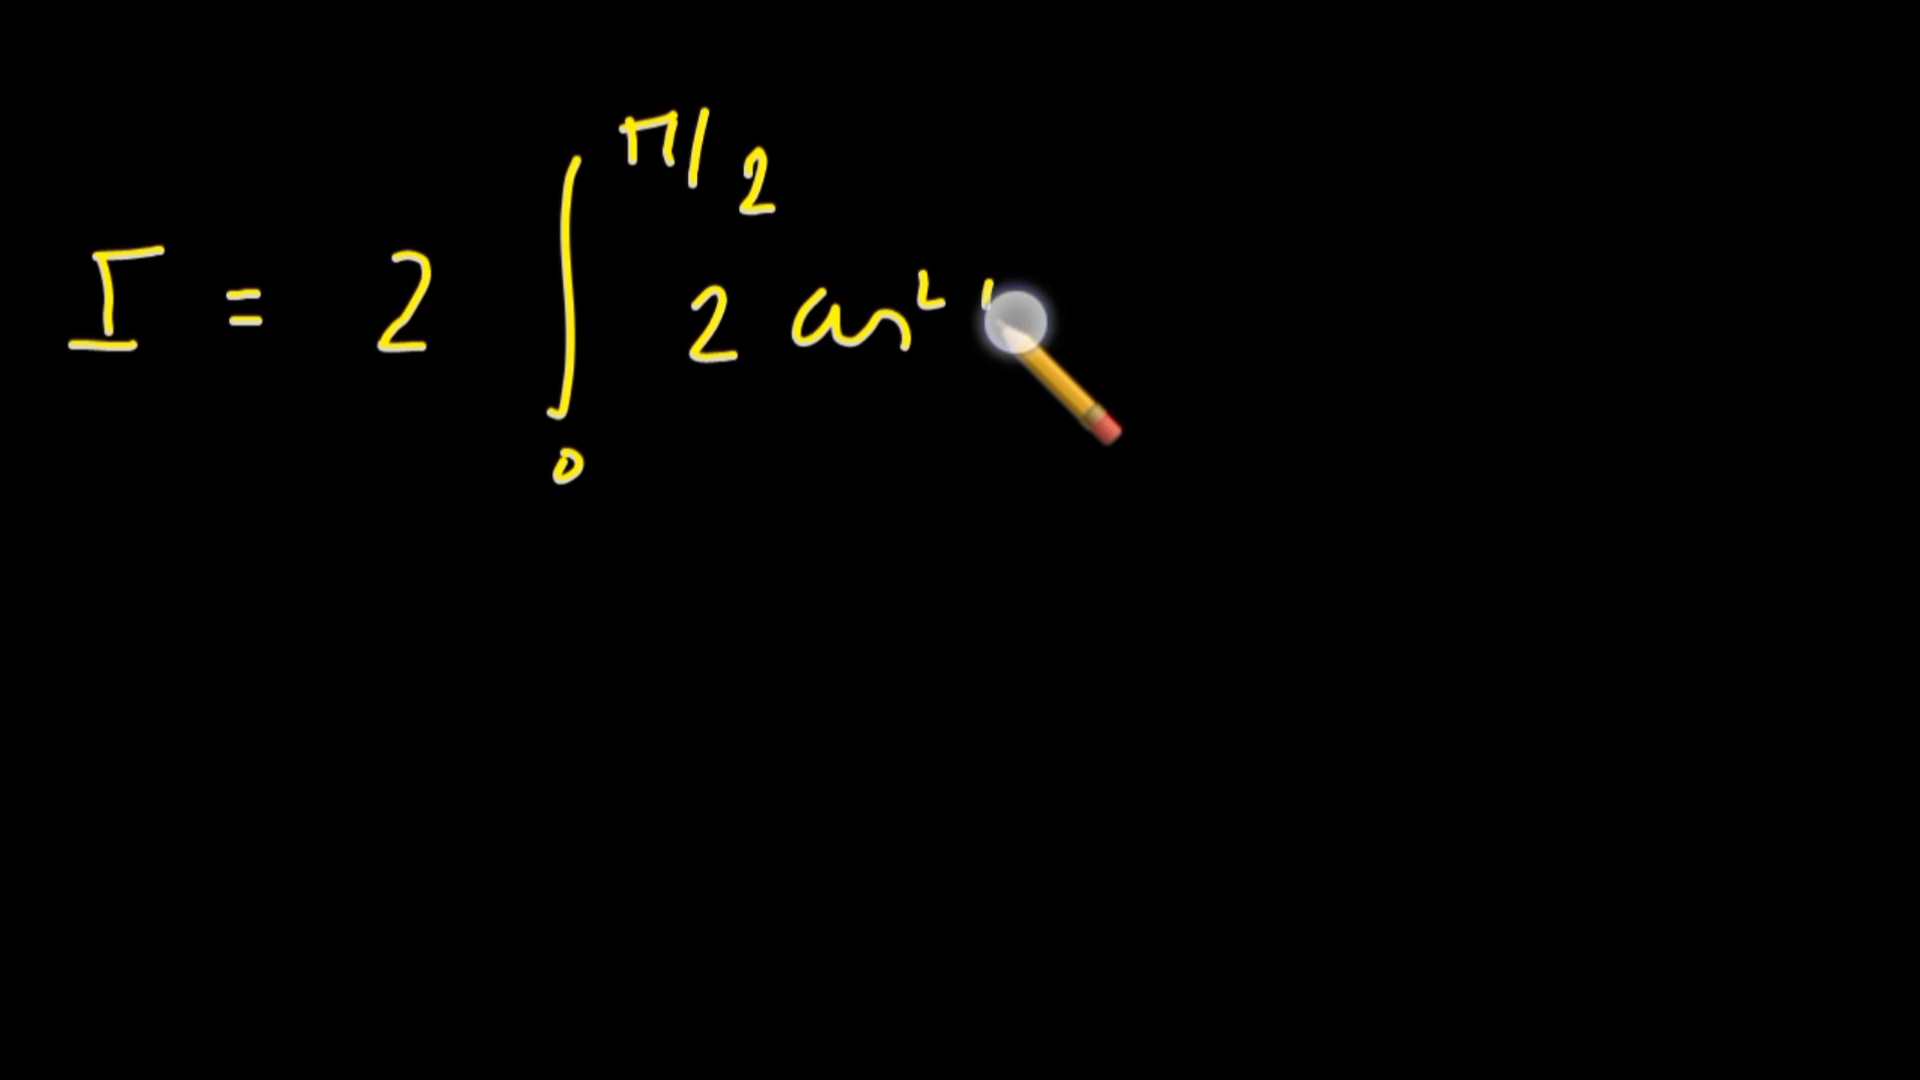 I = 2 ∫₀^{π/2} 2 cos²